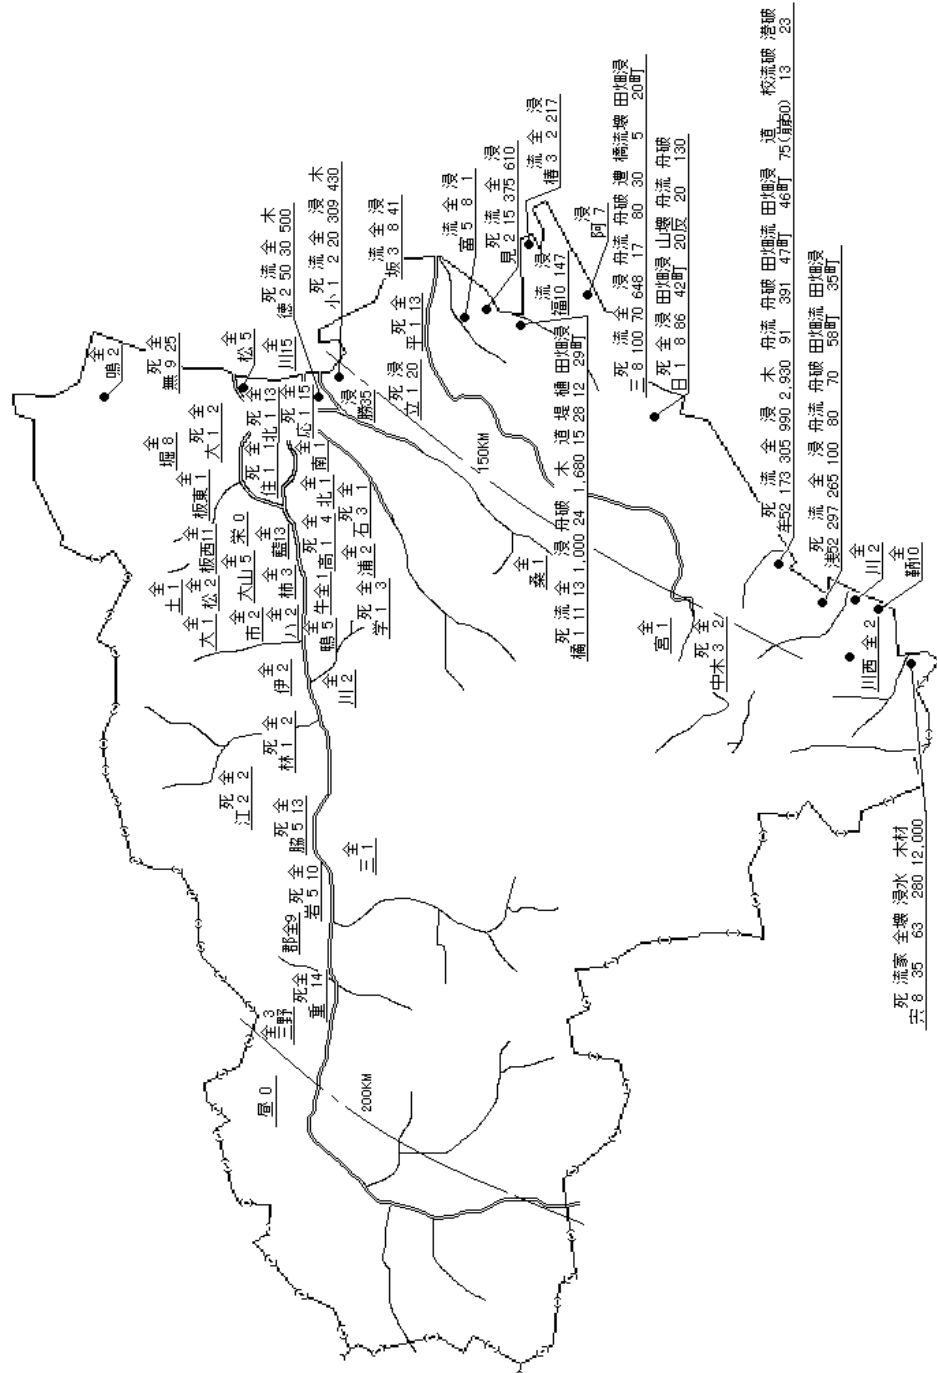 全
鳴 2
死 全
無 9 25
全
松 5
全
川15
死 流 全 木
徳 2 50 30 500
死 流 全 浸 木
小 1 2 20 309 430
流 全 浸
坂 3 8 41
死 全
平 1 13
流 全 浸
富 5 8 1
死 流 全 浸
見 2 15 375 610
流 全 浸
椿 3 2 217
流 浸
福10 147
浸
阿 7
全
堀 8
死 全
大 1 2
全
板東 1
全
板西11
栄 0
死 全
住 1 1
死 全
北 1 13
死 全
応 1 15
全
南 1
浸
勝35
死 浸
立 1 20
全
土 1
全
松 2
全
大 1
全
大山 5
藍13
全
市 2
全
柿 3
全
八 2
全
北 1
死 全
高 1 4
死 全
石 3 1
全
浦 2
牛全 1
死 全
学 1 3
全
鴨 5
全
川 2
全
伊 2
死 全
林 1 2
死 全
江 2 2
死 全
脇 5 13
全
三 1
死 全
岩 5 10
郡全9
死全
重 14
全 3
三野
昼 0
200KM
150KM
全
桑 1
死 流 全 浸 舟破 木 道 堤 樋 田畑浸
橘 1 11 13 1,000 24 1,680 15 28 12 29町
死 流 全 浸 舟流 舟破 道 橋流壊 田畑浸
三 8 100 70 648 17 80 30 5 20町
死 全 浸 田畑浸 山壊 舟流 舟破
日 1 8 86 42町 20反 20 130
全
宮 1
死 全
中木 3 2
死 流 全 浸 木 舟流 舟破 田畑流 田畑浸 道 校流破 港破
牟52 173 305 990 2,930 91 391 47町 46町 75(崩50) 13 23
死 流 全 浸 舟流 舟破 田畑流 田畑浸
浅52 297 265 100 80 70 58町 35町
全
川 2
全
鞆10
川西 全 2
死 流家 全壊 浸水 木材
宍 8 35 63 280 12,000